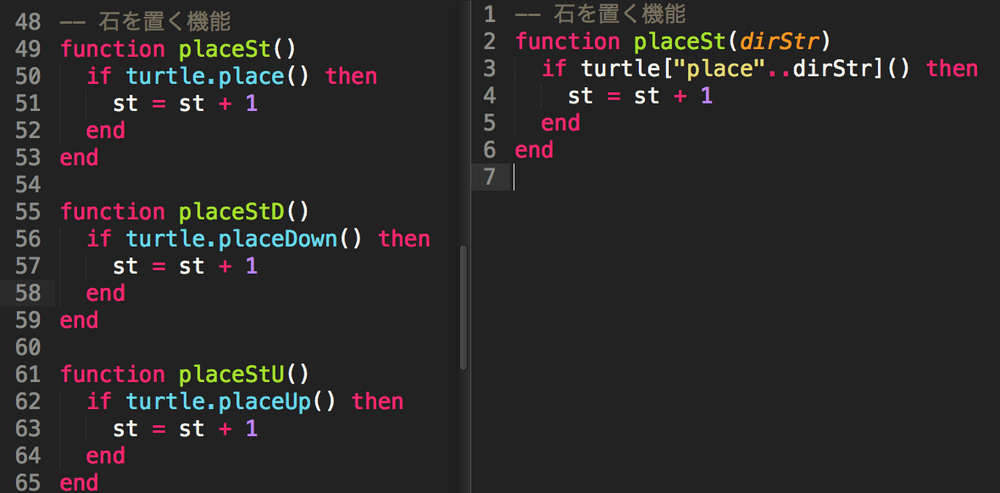 48 -- 石を置く機能
49 function placeSt()
50   if turtle.place() then
51     st = st + 1
52   end
53 end
54
55 function placeStD()
56   if turtle.placeDown() then
57     st = st + 1
58   end
59 end
60
61 function placeStU()
62   if turtle.placeUp() then
63     st = st + 1
64   end
65 end
1 -- 石を置く機能
2 function placeSt(dirStr)
3   if turtle["place"..dirStr]() then
4     st = st + 1
5   end
6 end
7